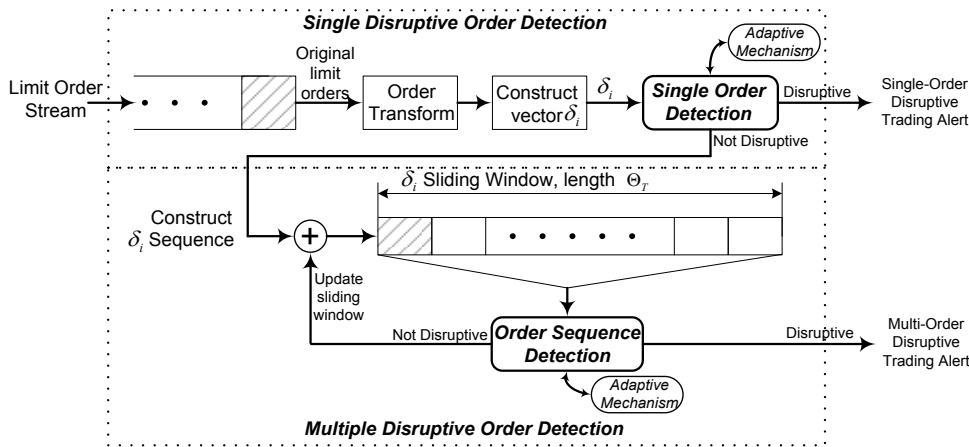 Single Disruptive Order Detection
Adaptive
Mechanism
Limit Order
Stream
Original
limit
orders
Order
Transform
Construct
vector δᵢ
δᵢ
Single Order
Detection
Disruptive
Single-Order
Disruptive
Trading Alert
Not Disruptive
δᵢ Sliding Window, length Θ_T
Construct
δᵢ Sequence
+
Update
sliding
window
Not Disruptive
Order Sequence
Detection
Disruptive
Multi-Order
Disruptive
Trading Alert
Adaptive
Mechanism
Multiple Disruptive Order Detection